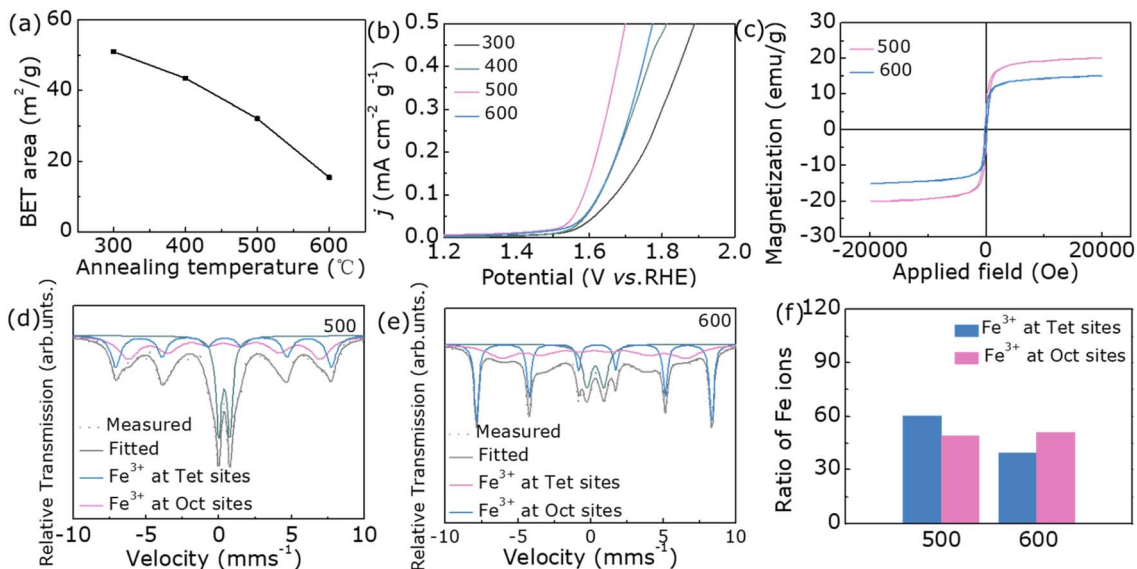 (a)
60
40
20
0
300 400 500 600
BET area (m²/g)
Annealing temperature (℃)
(b)
0.5
0.4
0.3
0.2
0.1
0.0
1.2 1.4 1.6 1.8 2.0
300
400
500
600
j (mA cm⁻² g⁻¹)
Potential (V vs.RHE)
(c)
30
20
10
0
-10
-20
-30
-20000 0 20000
500
600
Magnetization (emu/g)
Applied field (Oe)
(d)
500
Relative Transmission (arb.unts.)
Measured
Fitted
Fe³⁺ at Tet sites
Fe³⁺ at Oct sites
-10 -5 0 5 10
Velocity (mms⁻¹)
(e)
600
Relative Transmission (arb.unts.)
Measured
Fitted
Fe³⁺ at Tet sites
Fe³⁺ at Oct sites
-10 -5 0 5 10
Velocity (mms⁻¹)
(f)
120
90
60
30
0
Ratio of Fe ions
Fe³⁺ at Tet sites
Fe³⁺ at Oct sites
500 600